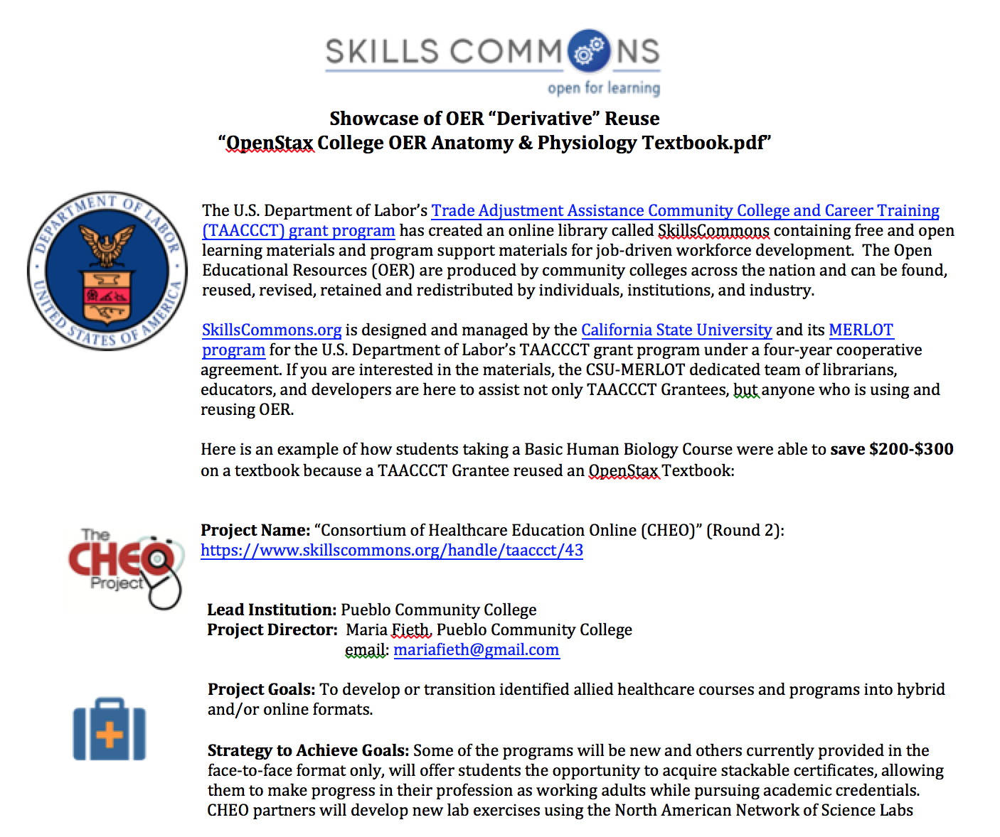 SKILLS COMMONS
open for learning
Showcase of OER “Derivative” Reuse
“OpenStax College OER Anatomy & Physiology Textbook.pdf”
DEPARTMENT OF LABOR
UNITED STATES OF AMERICA
The U.S. Department of Labor’s Trade Adjustment Assistance Community College and Career Training
(TAACCCT) grant program has created an online library called SkillsCommons containing free and open
learning materials and program support materials for job-driven workforce development.  The Open
Educational Resources (OER) are produced by community colleges across the nation and can be found,
reused, revised, retained and redistributed by individuals, institutions, and industry.
SkillsCommons.org is designed and managed by the California State University and its MERLOT
program for the U.S. Department of Labor’s TAACCCT grant program under a four-year cooperative
agreement. If you are interested in the materials, the CSU-MERLOT dedicated team of librarians,
educators, and developers are here to assist not only TAACCCT Grantees, but anyone who is using and
reusing OER.
Here is an example of how students taking a Basic Human Biology Course were able to save $200-$300
on a textbook because a TAACCCT Grantee reused an OpenStax Textbook:
The
CHEO
Project
Project Name: “Consortium of Healthcare Education Online (CHEO)” (Round 2):
https://www.skillscommons.org/handle/taaccct/43
Lead Institution: Pueblo Community College
Project Director:  Maria Fieth, Pueblo Community College
email: mariafieth@gmail.com
Project Goals: To develop or transition identified allied healthcare courses and programs into hybrid
and/or online formats.
Strategy to Achieve Goals: Some of the programs will be new and others currently provided in the
face-to-face format only, will offer students the opportunity to acquire stackable certificates, allowing
them to make progress in their profession as working adults while pursuing academic credentials.
CHEO partners will develop new lab exercises using the North American Network of Science Labs